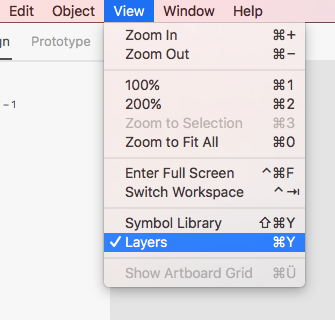 Edit Object View Window Help
gn Prototype
-1
Zoom In ⌘+
Zoom Out ⌘−
100% ⌘1
200% ⌘2
Zoom to Selection ⌘3
Zoom to Fit All ⌘0
Enter Full Screen ^⌘F
Switch Workspace ^⇥
Symbol Library ⇧⌘Y
✓ Layers ⌘Y
Show Artboard Grid ⌘Ü